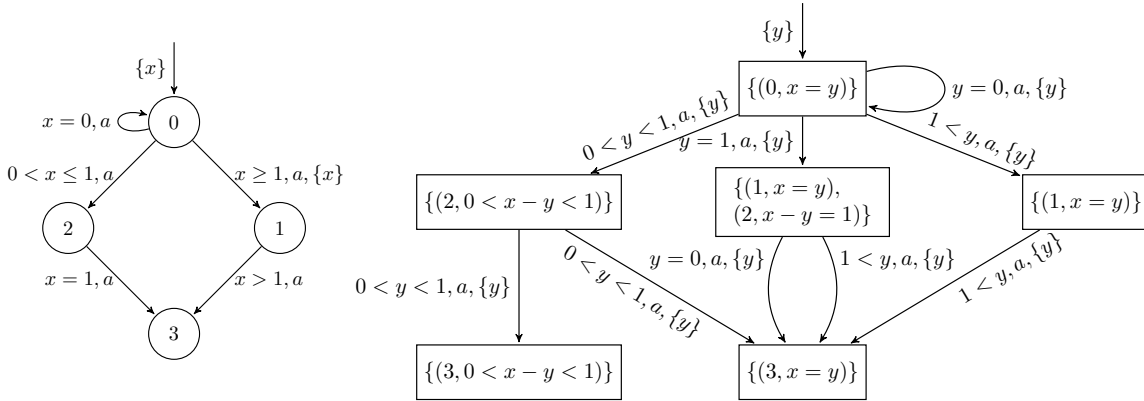 {x}
0
x = 0, a
0 < x ≤ 1, a
x ≥ 1, a, {x}
2
1
x = 1, a
x > 1, a
3
{y}
{(0, x = y)}
y = 0, a, {y}
0 < y < 1, a, {y}
y = 1, a, {y}
1 < y, a, {y}
{(2, 0 < x − y < 1)}
{(1, x = y),
(2, x − y = 1)}
{(1, x = y)}
0 < y < 1, a, {y}
0 < y < 1, a, {y}
y = 0, a, {y}
1 < y, a, {y}
1 < y, a, {y}
{(3, 0 < x − y < 1)}
{(3, x = y)}